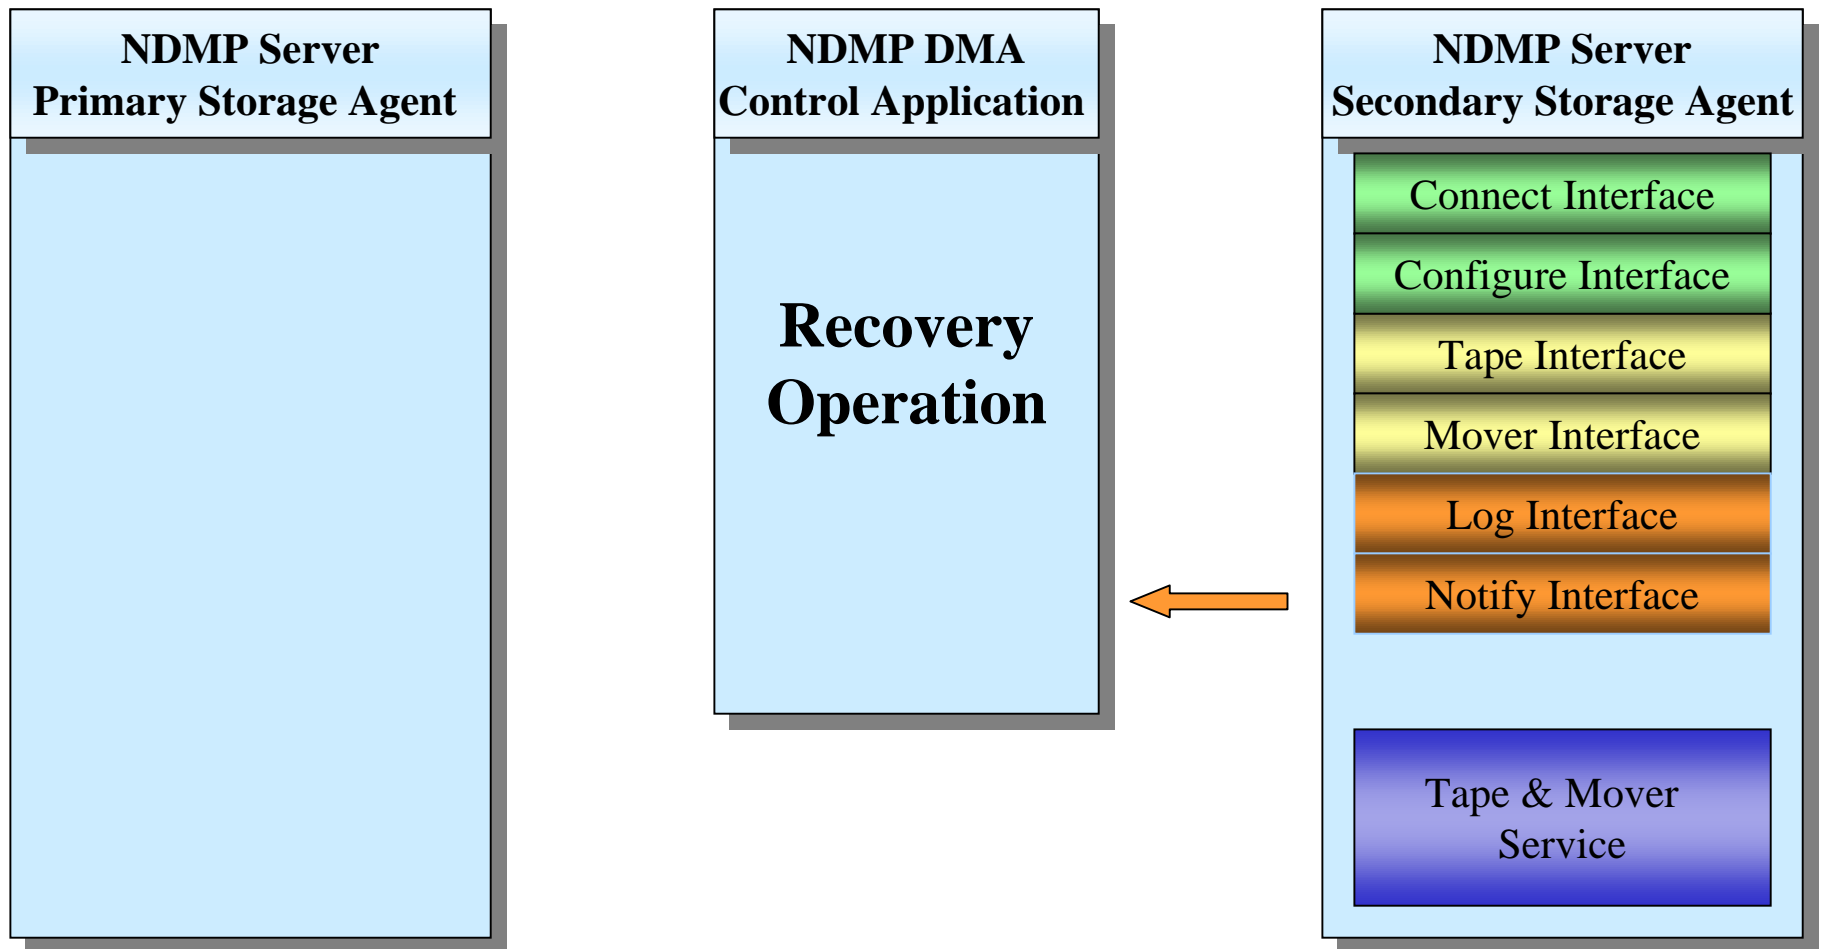 NDMP Server
Primary Storage Agent
NDMP DMA
Control Application
Recovery
Operation
NDMP Server
Secondary Storage Agent
Connect Interface
Configure Interface
Tape Interface
Mover Interface
Log Interface
Notify Interface
Tape & Mover
Service